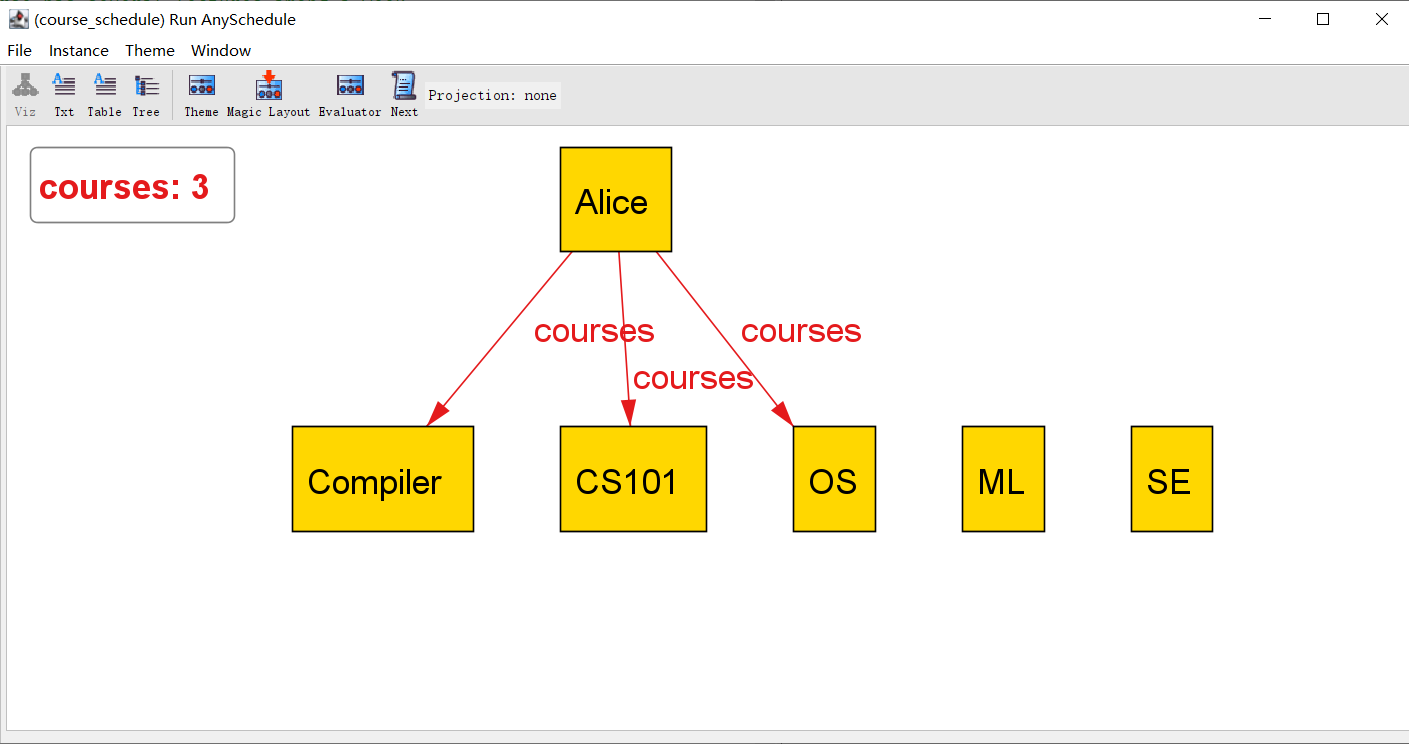 (course_schedule) Run AnySchedule
File Instance Theme Window
Viz Txt Table Tree Theme Magic Layout Evaluator Next Projection: none
courses: 3
Alice
courses courses
courses
Compiler CS101 OS ML SE